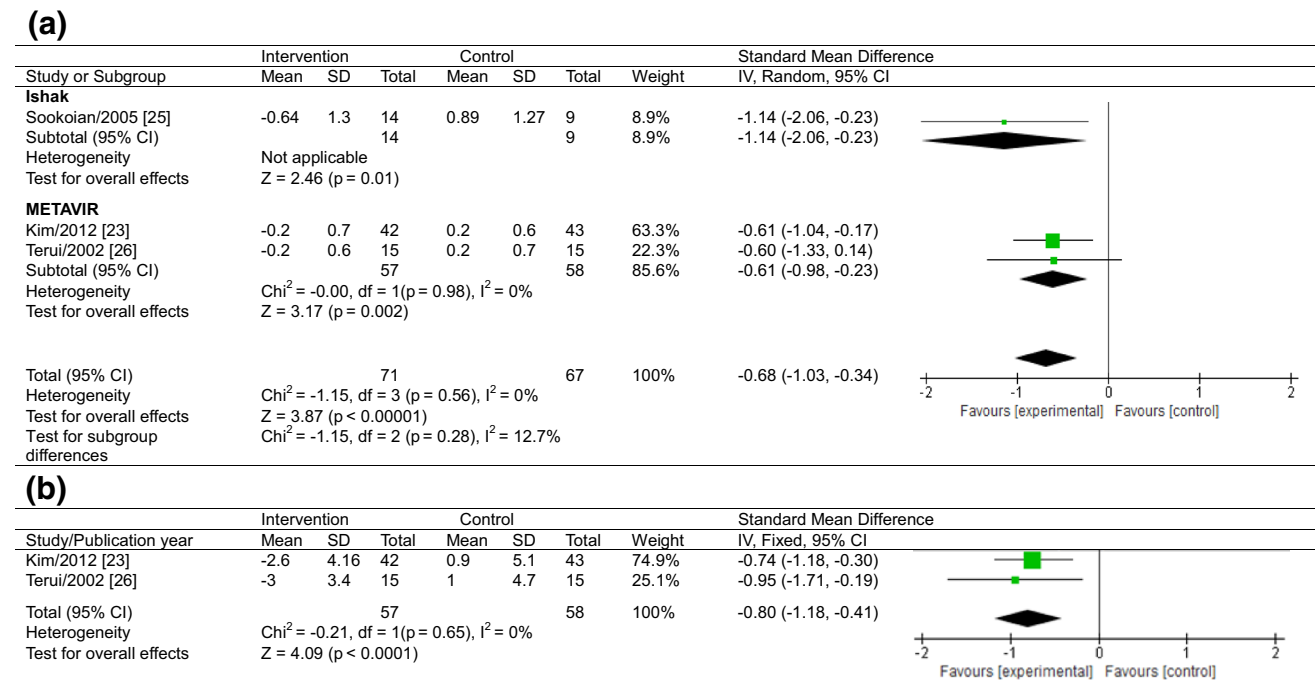 (a)
Intervention Control Standard Mean Difference
Study or Subgroup Mean SD Total Mean SD Total Weight IV, Random, 95% CI
Ishak
Sookoian/2005 [25] -0.64 1.3 14 0.89 1.27 9 8.9% -1.14 (-2.06, -0.23)
Subtotal (95% CI) 14 9 8.9% -1.14 (-2.06, -0.23)
Heterogeneity Not applicable
Test for overall effects Z = 2.46 (p = 0.01)
METAVIR
Kim/2012 [23] -0.2 0.7 42 0.2 0.6 43 63.3% -0.61 (-1.04, -0.17)
Terui/2002 [26] -0.2 0.6 15 0.2 0.7 15 22.3% -0.60 (-1.33, 0.14)
Subtotal (95% CI) 57 58 85.6% -0.61 (-0.98, -0.23)
Heterogeneity Chi² = -0.00, df = 1(p = 0.98), I² = 0%
Test for overall effects Z = 3.17 (p = 0.002)
Total (95% CI) 71 67 100% -0.68 (-1.03, -0.34)
Heterogeneity Chi² = -1.15, df = 3 (p = 0.56), I² = 0%
Test for overall effects Z = 3.87 (p < 0.00001)
Test for subgroup Chi² = -1.15, df = 2 (p = 0.28), I² = 12.7%
differences
-2 -1 0 1 2
Favours [experimental] Favours [control]
(b)
Intervention Control Standard Mean Difference
Study/Publication year Mean SD Total Mean SD Total Weight IV, Fixed, 95% CI
Kim/2012 [23] -2.6 4.16 42 0.9 5.1 43 74.9% -0.74 (-1.18, -0.30)
Terui/2002 [26] -3 3.4 15 1 4.7 15 25.1% -0.95 (-1.71, -0.19)
Total (95% CI) 57 58 100% -0.80 (-1.18, -0.41)
Heterogeneity Chi² = -0.21, df = 1(p = 0.65), I² = 0%
Test for overall effects Z = 4.09 (p < 0.0001)
-2 -1 0 1 2
Favours [experimental] Favours [control]